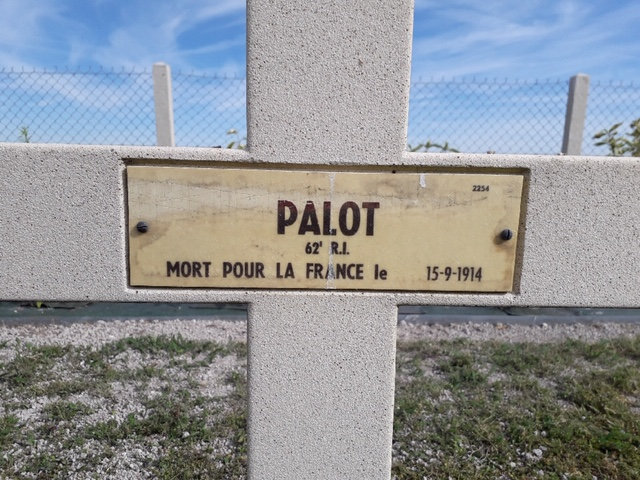 2254
PALOT
62e R.I.
MORT POUR LA FRANCE le 15-9-1914